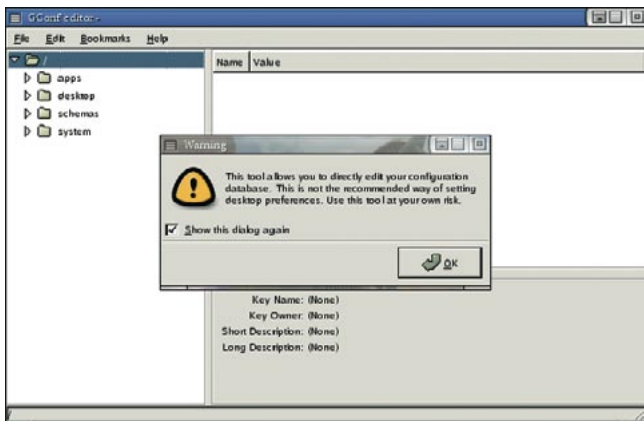 GConf editor -
File Edit Bookmarks Help
/
apps
desktop
schemas
system
Name Value
Warning
This tool allows you to directly edit your configuration
database. This is not the recommended way of setting
desktop preferences. Use this tool at your own risk.
Show this dialog again
OK
Key Name: (None)
Key Owner: (None)
Short Description: (None)
Long Description: (None)
/